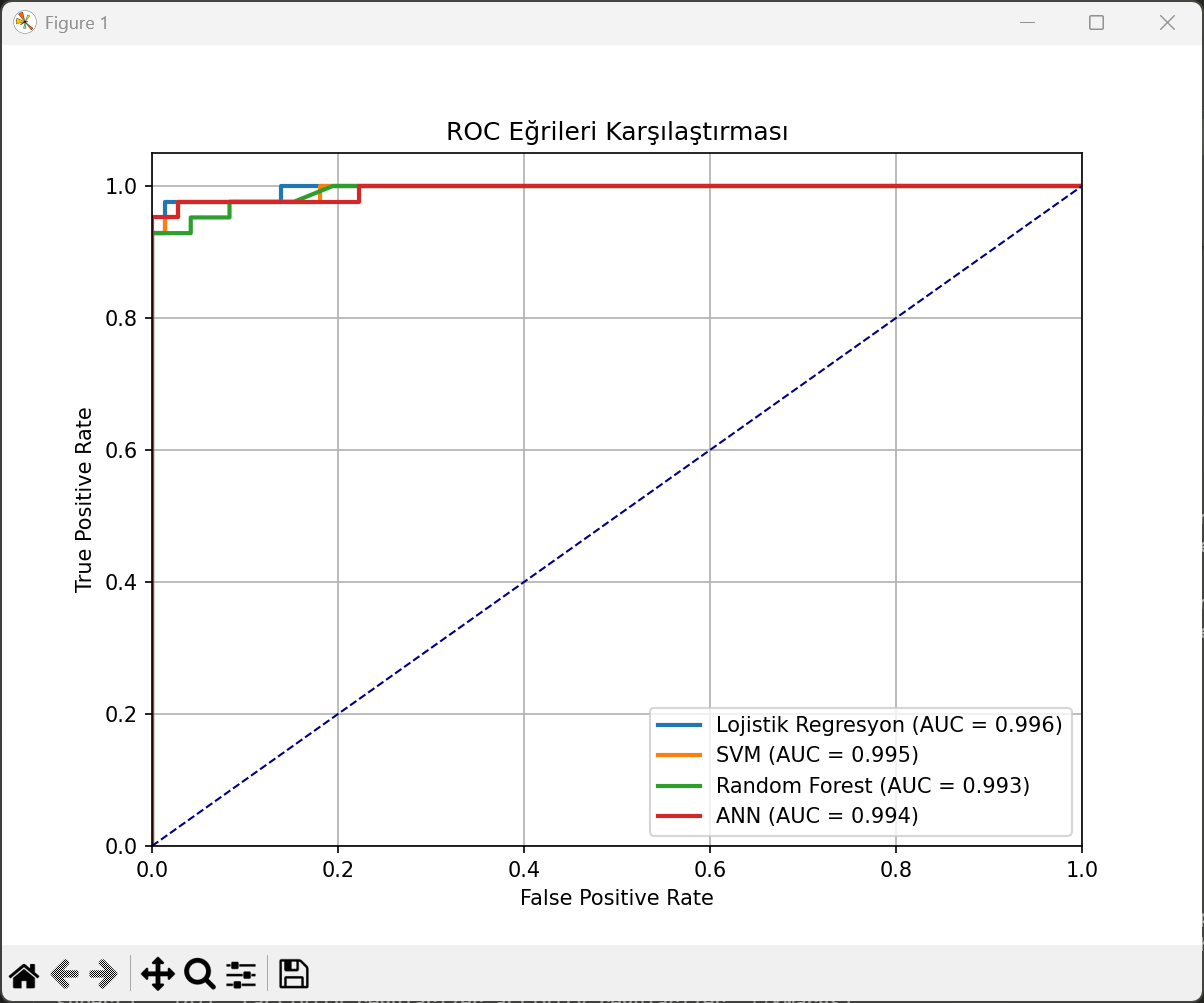 Figure 1
ROC Eğrileri Karşılaştırması
1.0
0.8
0.6
0.4
0.2
0.0
True Positive Rate
0.0 0.2 0.4 0.6 0.8 1.0
False Positive Rate
Lojistik Regresyon (AUC = 0.996)
SVM (AUC = 0.995)
Random Forest (AUC = 0.993)
ANN (AUC = 0.994)